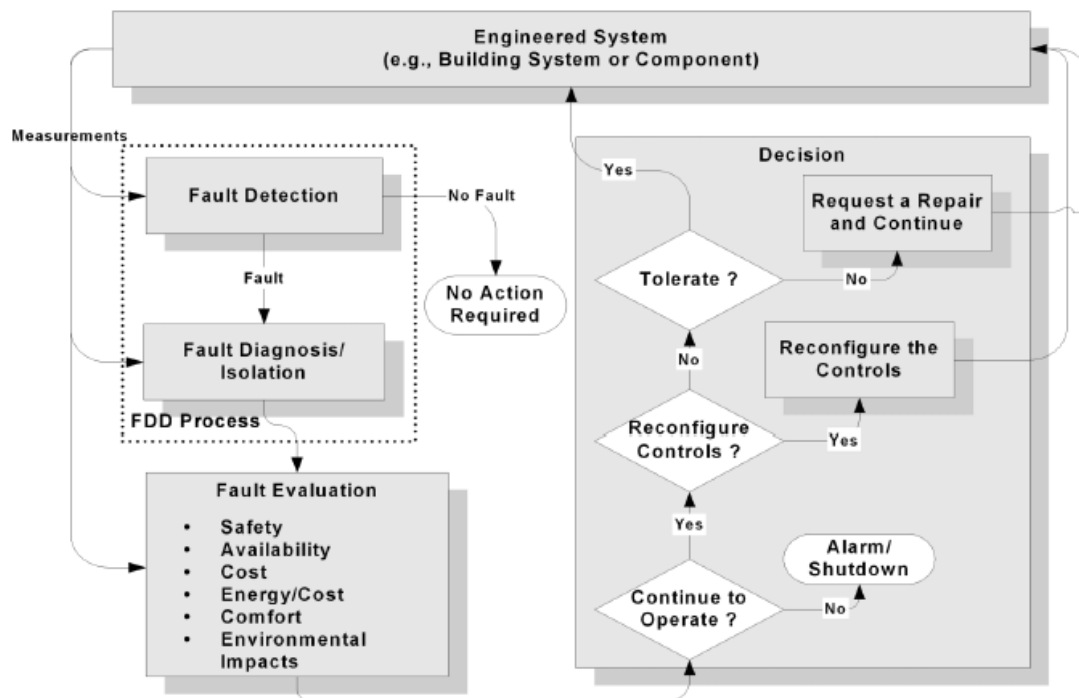 Engineered System
(e.g., Building System or Component)
Measurements
Fault Detection
No Fault
Fault
No Action
Required
Fault Diagnosis/
Isolation
FDD Process
Fault Evaluation
• Safety
• Availability
• Cost
• Energy/Cost
• Comfort
• Environmental
Impacts
Decision
Yes
Request a Repair
and Continue
Tolerate ?
No
No
Reconfigure the
Controls
Reconfigure
Controls ?
Yes
Yes
Alarm/
Shutdown
Continue to
Operate ?
No